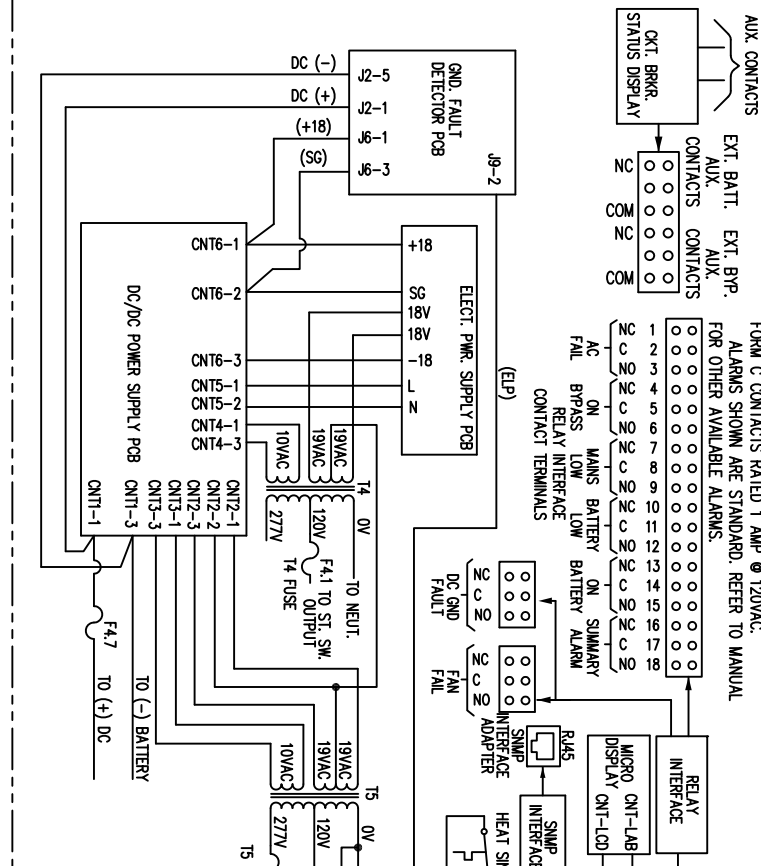 AUX. CONTACTS
CKT. BRKR.
STATUS DISPLAY
EXT. BATT.
AUX.
CONTACTS
EXT. BYP.
AUX.
CONTACTS
NC
COM
NC
COM
FORM C CONTACTS RATED 1 AMP @ 120VAC.
ALARMS SHOWN ARE STANDARD. REFER TO MANUAL
FOR OTHER AVAILABLE ALARMS.
NC 1
C 2
NO 3
NC 4
C 5
NO 6
NC 7
C 8
NO 9
NC 10
C 11
NO 12
NC 13
C 14
NO 15
NC 16
C 17
NO 18
AC
FAIL
ON
BYPASS
MAINS
LOW
BATTERY
LOW
ON
BATTERY
SUMMARY
ALARM
RELAY INTERFACE
CONTACT TERMINALS
GND. FAULT
DETECTOR PCB
J2-5
J2-1
J6-1
J6-3
J9-2
DC (-)
DC (+)
(+18)
(SG)
(ELP)
ELECT. PWR. SUPPLY PCB
+18
SG
18V
18V
-18
L
N
DC/DC POWER SUPPLY PCB
CNT6-1
CNT6-2
CNT6-3
CNT5-1
CNT5-2
CNT4-1
CNT4-3
CNT2-1
CNT2-2
CNT2-3
CNT3-1
CNT3-3
CNT1-3
CNT1-1
10VAC
19VAC
19VAC
T4
0V
120V
277V
TO NEUT.
F4.1 TO ST. SW.
OUTPUT
T4 FUSE
F4.7
TO (-) BATTERY
TO (+) DC
NC
C
NO
DC GND
FAULT
NC
C
NO
FAN
FAIL
RJ45
SNMP
INTERFACE
ADAPTER
SNMP
INTERFACE
RELAY
INTERFACE
MICRO CNT-LAB
DISPLAY CNT-LCD
HEAT SIN
19VAC
19VAC
10VAC
T5
0V
120V
277V
T5